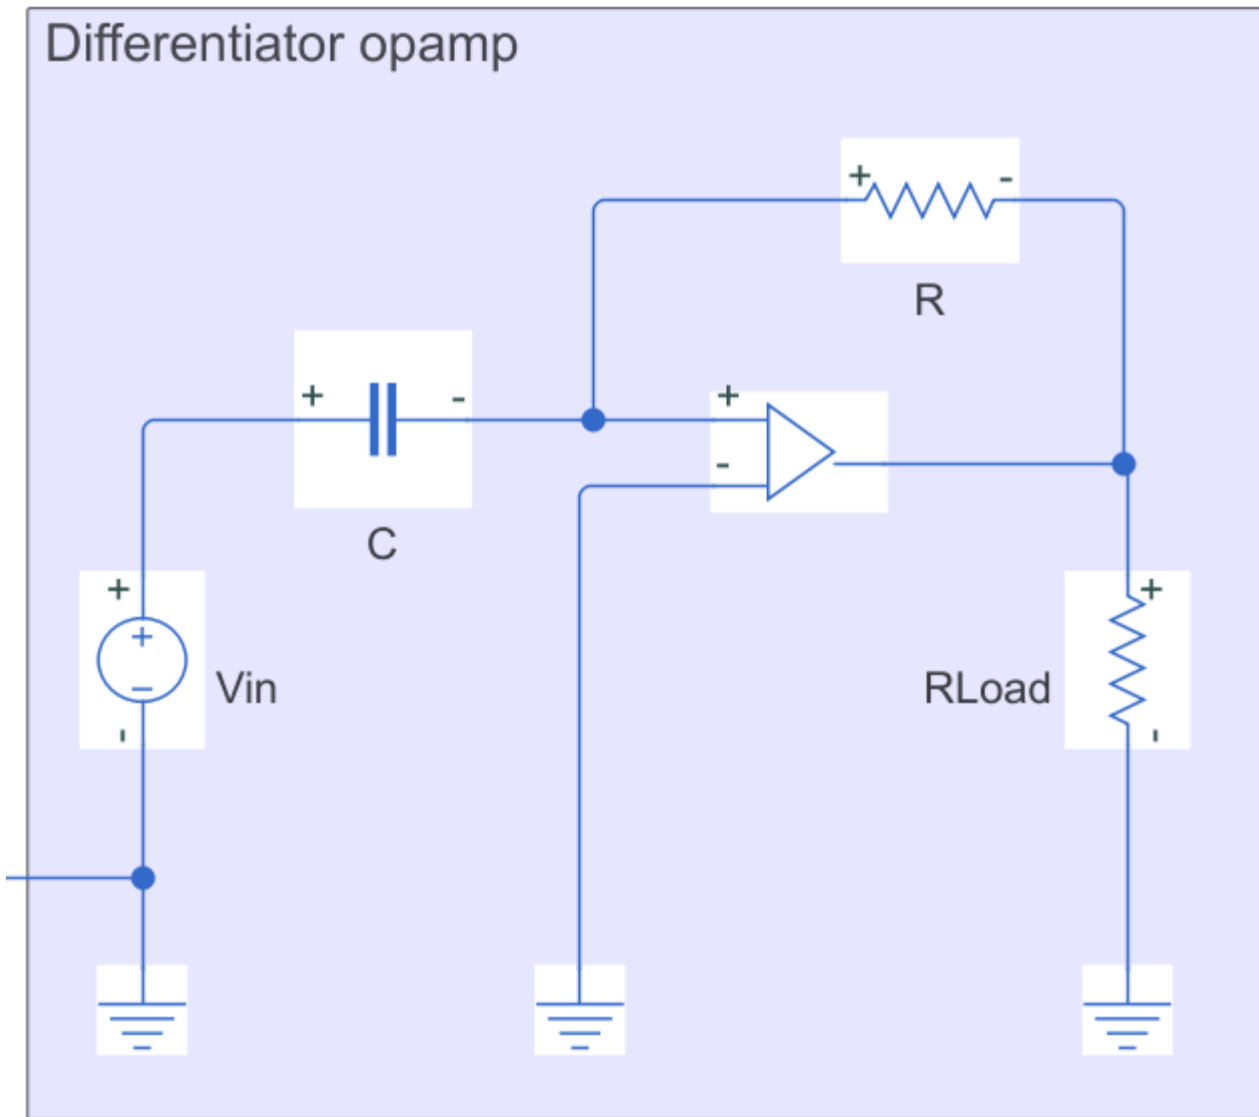 Differentiator opamp
+ -
R
+ -
+
-
C
+
+
-
-
Vin
RLoad
+
-